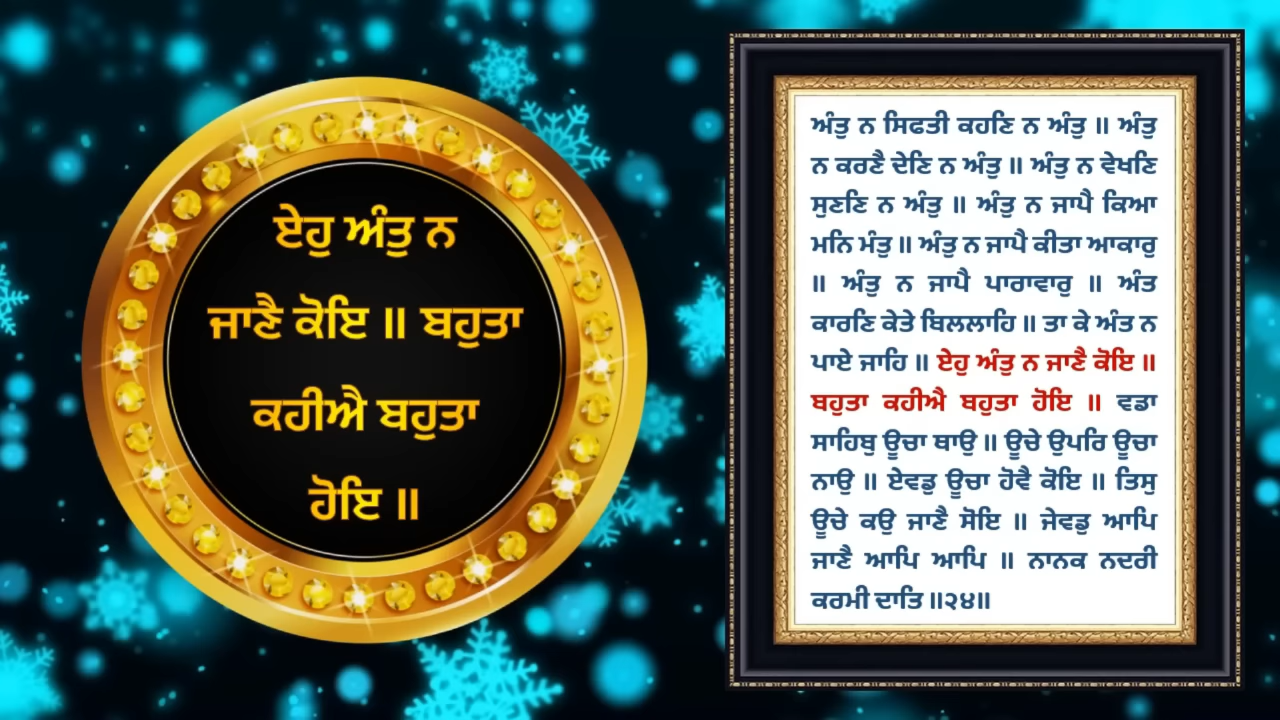 ਏਹੁ ਅੰਤੁ ਨ
ਜਾਣੈ ਕੋਇ ॥ ਬਹੁਤਾ
ਕਹੀਐ ਬਹੁਤਾ
ਹੋਇ ॥
ਅੰਤੁ ਨ ਸਿਫਤੀ ਕਹਣਿ ਨ ਅੰਤੁ ॥ ਅੰਤੁ
ਨ ਕਰਣੈ ਦੇਣਿ ਨ ਅੰਤੁ ॥ ਅੰਤੁ ਨ ਵੇਖਣਿ
ਸੁਣਣਿ ਨ ਅੰਤੁ ॥ ਅੰਤੁ ਨ ਜਾਪੈ ਕਿਆ
ਮਨਿ ਮੰਤੁ ॥ ਅੰਤੁ ਨ ਜਾਪੈ ਕੀਤਾ ਆਕਾਰੁ
॥ ਅੰਤੁ ਨ ਜਾਪੈ ਪਾਰਾਵਾਰੁ ॥ ਅੰਤ
ਕਾਰਣਿ ਕੇਤੇ ਬਿਲਲਾਹਿ ॥ ਤਾ ਕੇ ਅੰਤ ਨ
ਪਾਏ ਜਾਹਿ ॥ ਏਹੁ ਅੰਤੁ ਨ ਜਾਣੈ ਕੋਇ ॥
ਬਹੁਤਾ ਕਹੀਐ ਬਹੁਤਾ ਹੋਇ ॥ ਵਡਾ
ਸਾਹਿਬੁ ਊਚਾ ਥਾਉ ॥ ਊਚੇ ਉਪਰਿ ਊਚਾ
ਨਾਉ ॥ ਏਵਡੁ ਊਚਾ ਹੋਵੈ ਕੋਇ ॥ ਤਿਸੁ
ਊਚੇ ਕਉ ਜਾਣੈ ਸੋਇ ॥ ਜੇਵਡੁ ਆਪਿ
ਜਾਣੈ ਆਪਿ ਆਪਿ ॥ ਨਾਨਕ ਨਦਰੀ
ਕਰਮੀ ਦਾਤਿ ॥੨੪॥